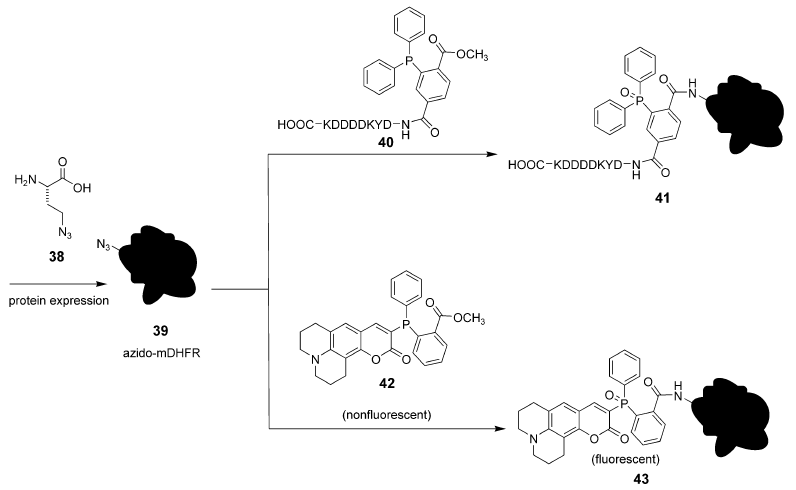 P
O
OCH₃
HOOC–KDDDDKYD–N
H
O
40
O
P
O
H
N
HOOC–KDDDDKYD–N
H
O
41
H₂N
O
OH
N₃
38
protein expression
N₃
39
azido-mDHFR
P
O
OCH₃
N
O
O
42
(nonfluorescent)
O
P
O
H
N
N
O
O
(fluorescent)
43